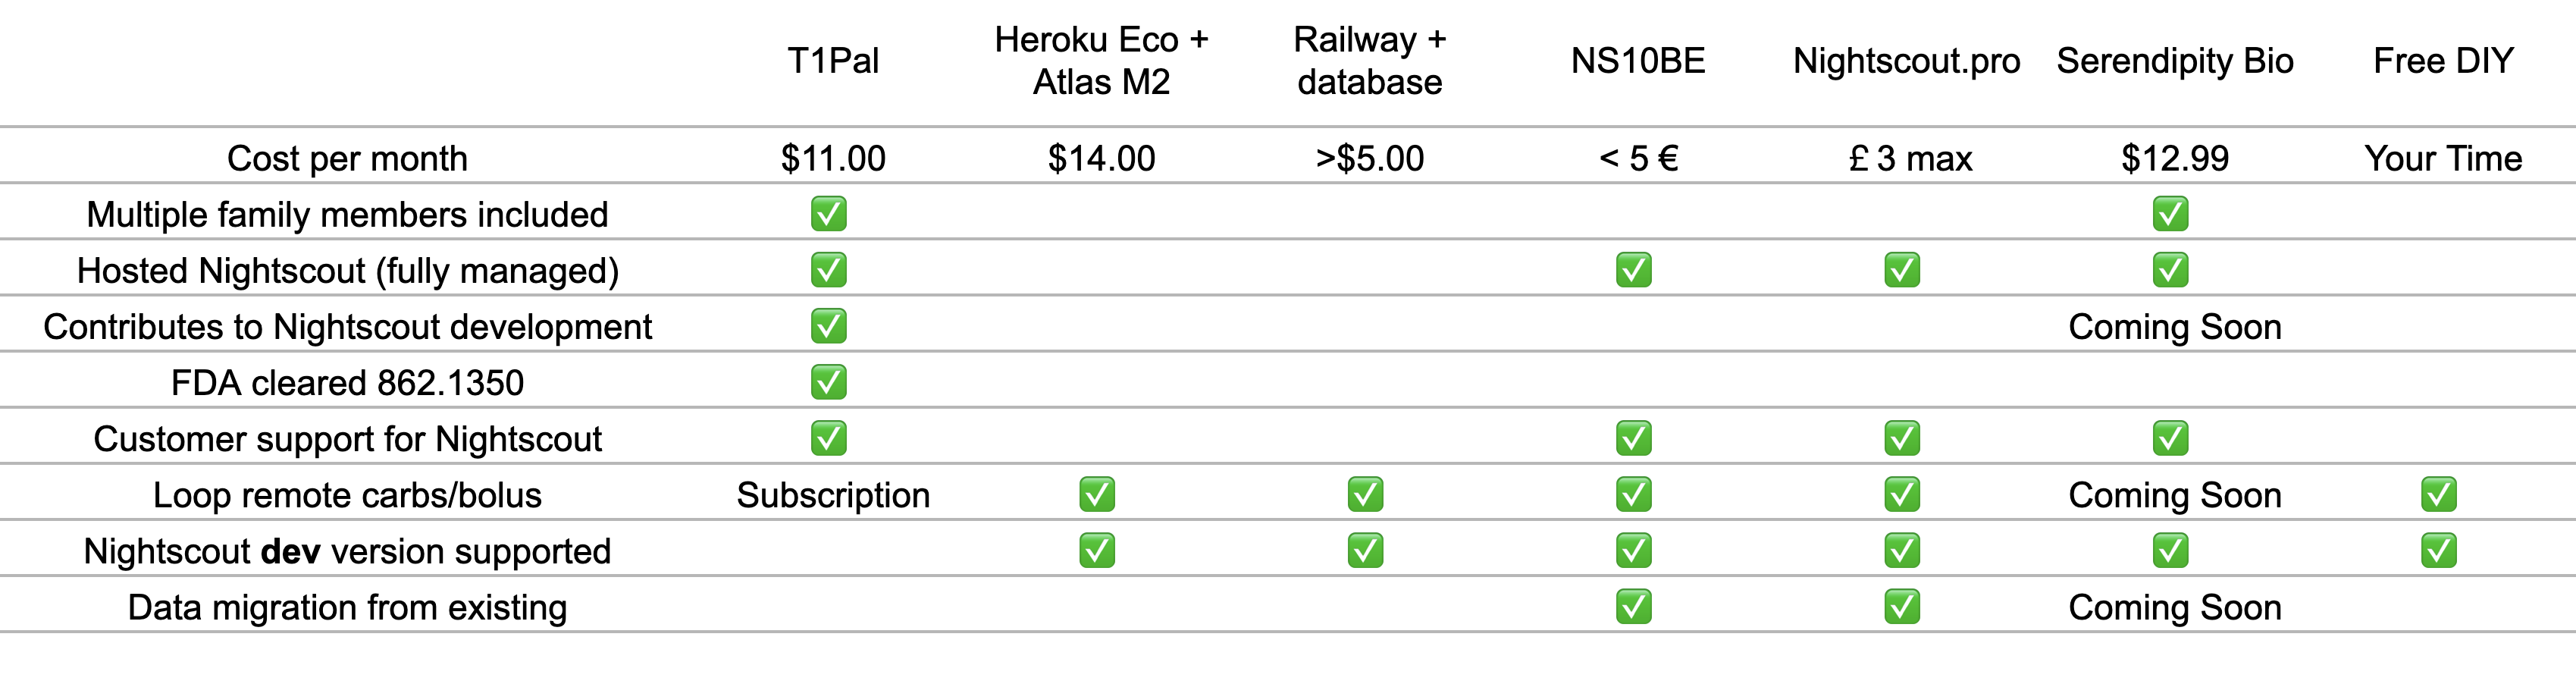 T1Pal Heroku Eco + Atlas M2 Railway + database NS10BE Nightscout.pro Serendipity Bio Free DIY
Cost per month $11.00 $14.00 >$5.00 < 5 € £ 3 max $12.99 Your Time
Multiple family members included ✅ ✅
Hosted Nightscout (fully managed) ✅ ✅ ✅ ✅
Contributes to Nightscout development ✅ Coming Soon
FDA cleared 862.1350 ✅
Customer support for Nightscout ✅ ✅ ✅ ✅
Loop remote carbs/bolus Subscription ✅ ✅ ✅ ✅ Coming Soon ✅
Nightscout dev version supported ✅ ✅ ✅ ✅ ✅ ✅
Data migration from existing ✅ ✅ Coming Soon